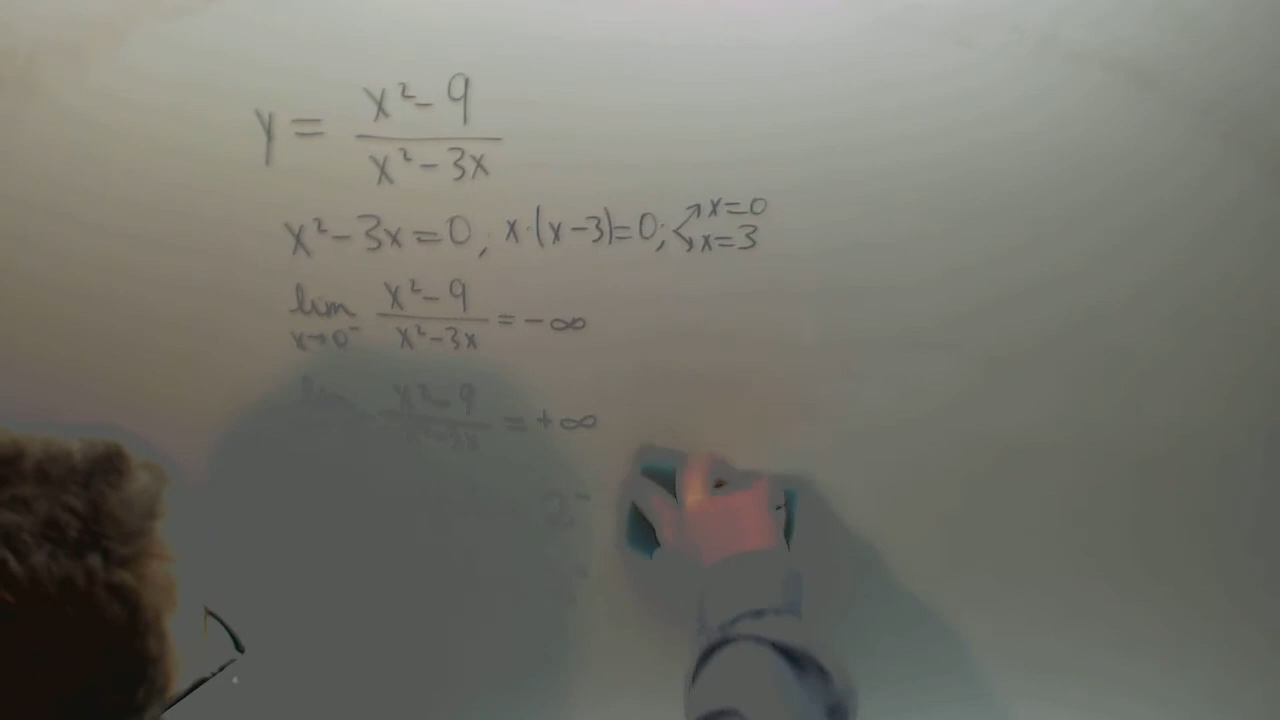 y = x² - 9 / x² - 3x
x² - 3x = 0, x·(x - 3) = 0; x = 0
x = 3
lim x→0⁻ x² - 9 / x² - 3x = -∞
x² - 9 / x² - 3x = +∞